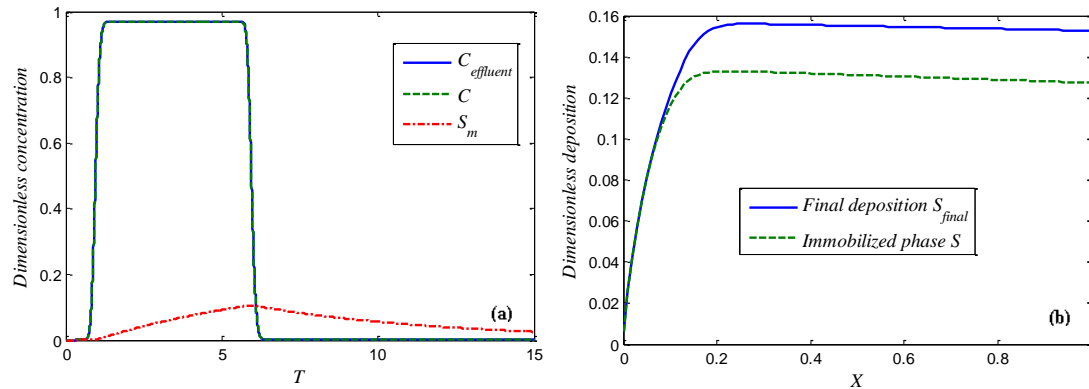 1
0.8
0.6
0.4
0.2
0
0
5
10
15
Dimensionless concentration
T
C_effluent
C
S_m
(a)
0.16
0.14
0.12
0.10
0.08
0.06
0.04
0.02
0
0
0.2
0.4
0.6
0.8
Dimensionless deposition
X
Final deposition S_final
Immobilized phase S
(b)